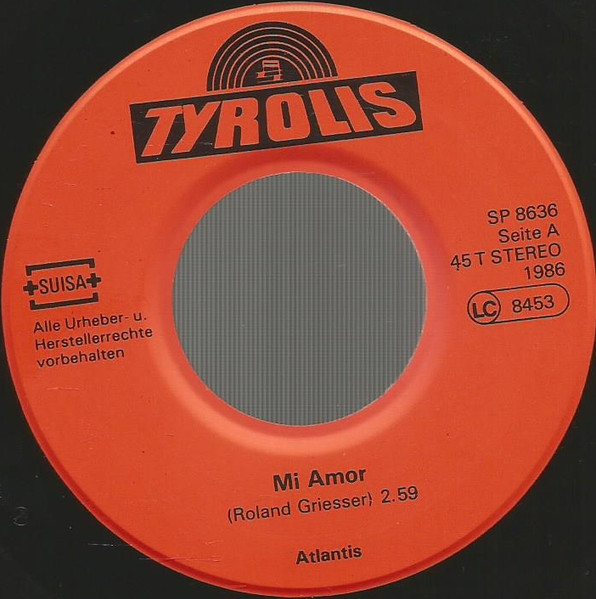 TYROLIS
SP 8636
Seite A
45 T STEREO
1986
LC 8453
SUISA
Alle Urheber- u.
Herstellerrechte
vorbehalten
Mi Amor
(Roland Griesser) 2.59
Atlantis